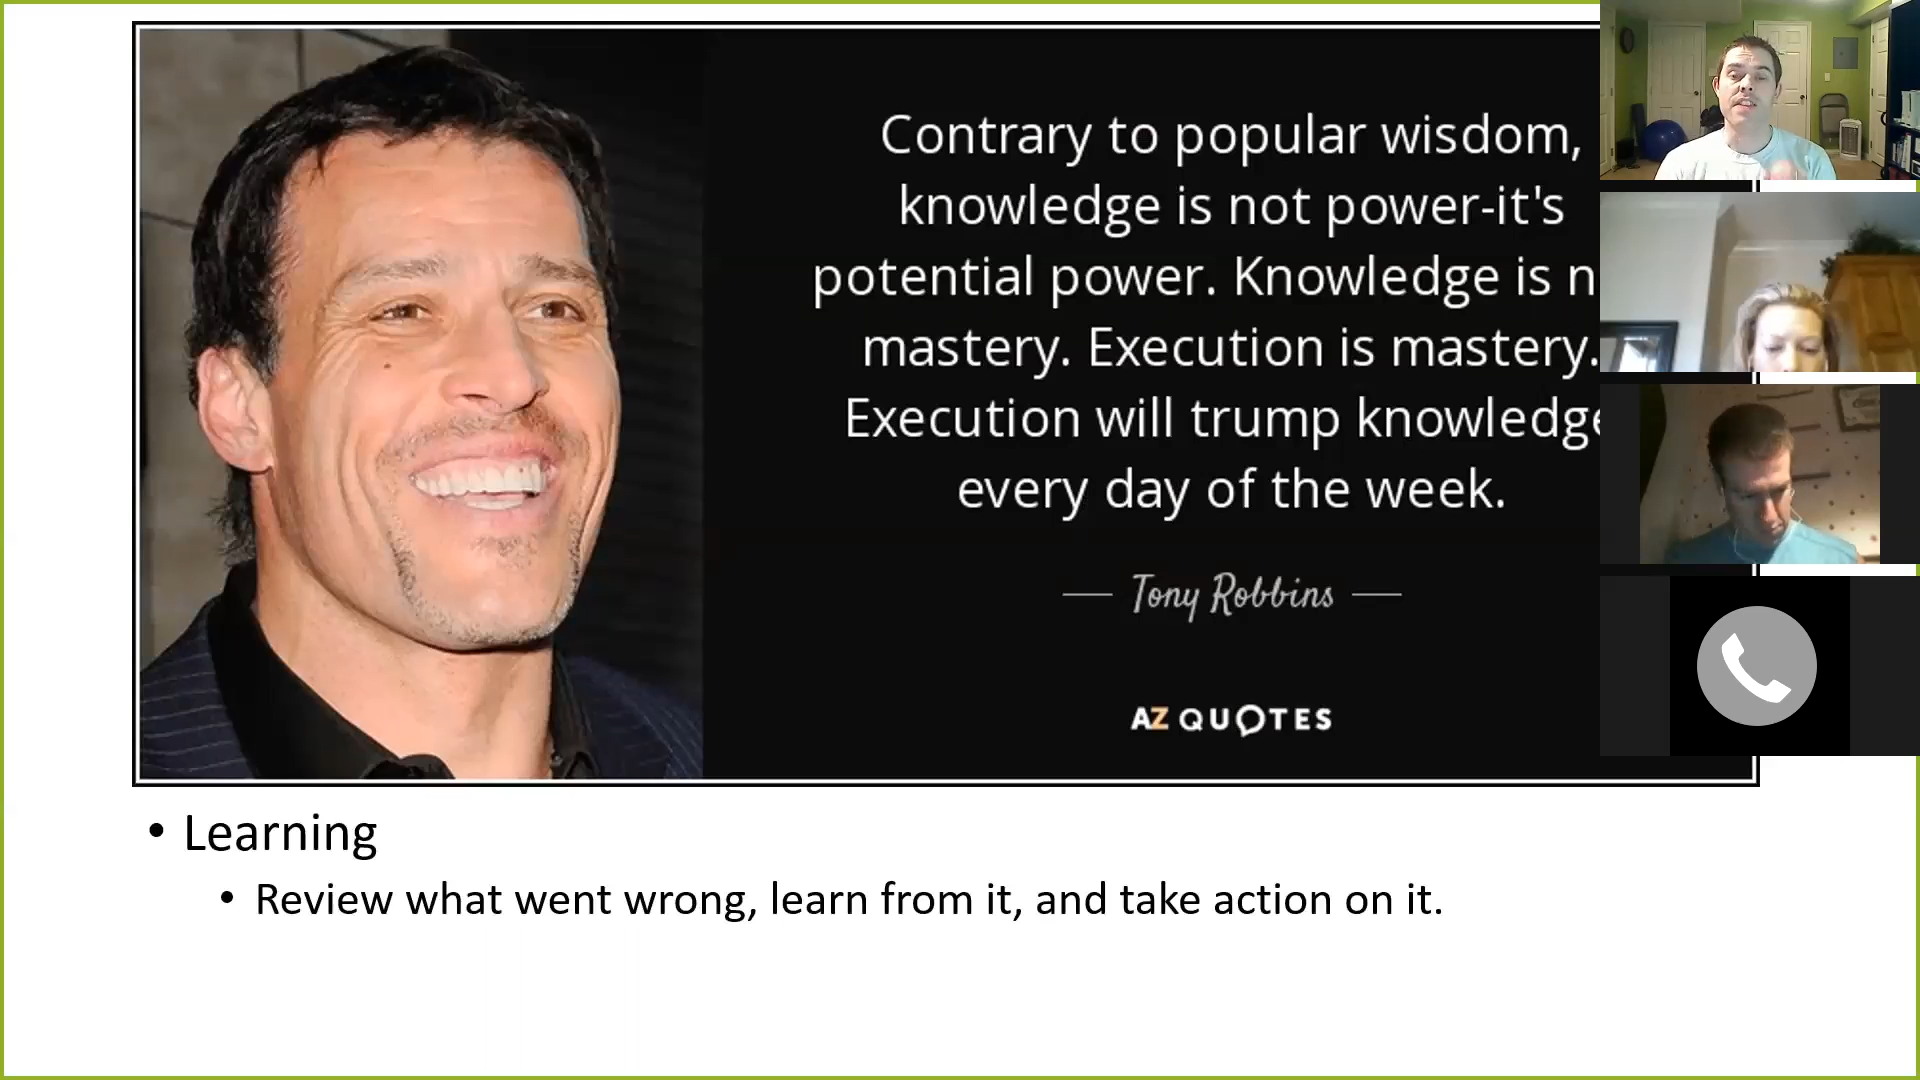 Contrary to popular wisdom,
knowledge is not power-it's
potential power. Knowledge is n
mastery. Execution is mastery.
Execution will trump knowledge
every day of the week.
Tony Robbins
AZ QUOTES
• Learning
• Review what went wrong, learn from it, and take action on it.